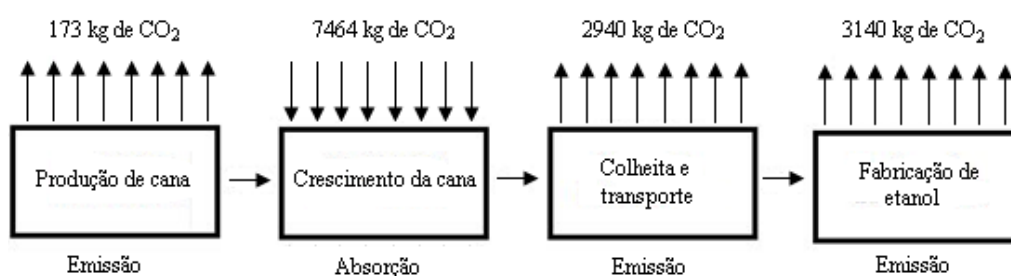 173 kg de CO₂
7464 kg de CO₂
2940 kg de CO₂
3140 kg de CO₂
Produção de cana
Crescimento da cana
Colheita e
transporte
Fabricação de
etanol
Emissão
Absorção
Emissão
Emissão